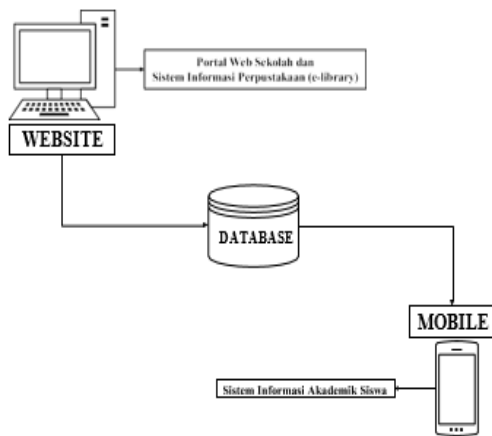 Portal Web Sekolah dan
Sistem Informasi Perpustakaan (e-library)
WEBSITE
DATABASE
MOBILE
Sistem Informasi Akademik Siswa